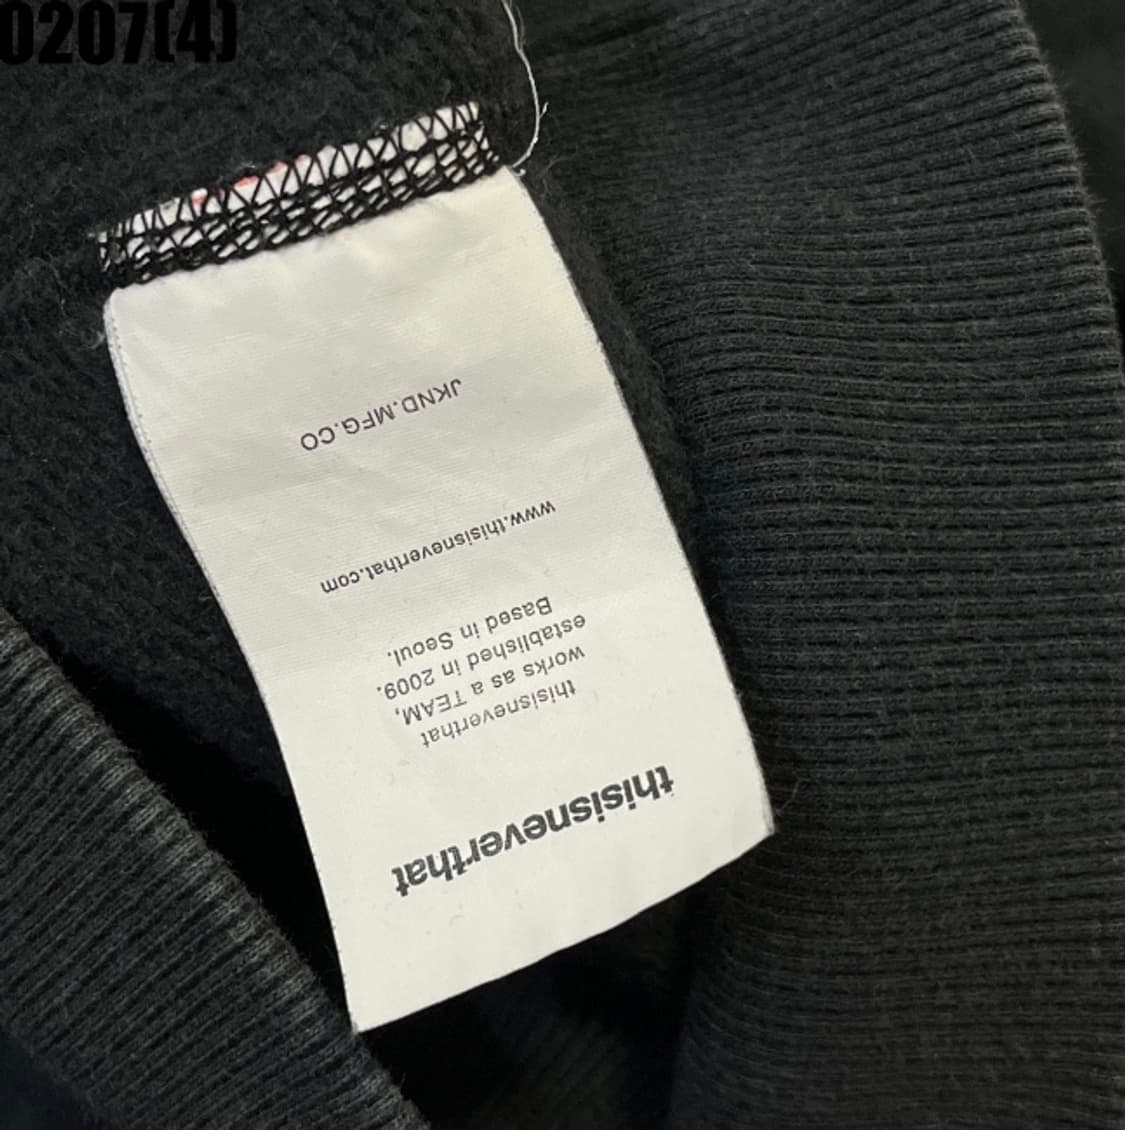 0207(4)
thisisneverthat
thisisneverthat
works as a TEAM,
established in 2009.
Based in Seoul.
www.thisisneverthat.com
JKND.MFG.CO